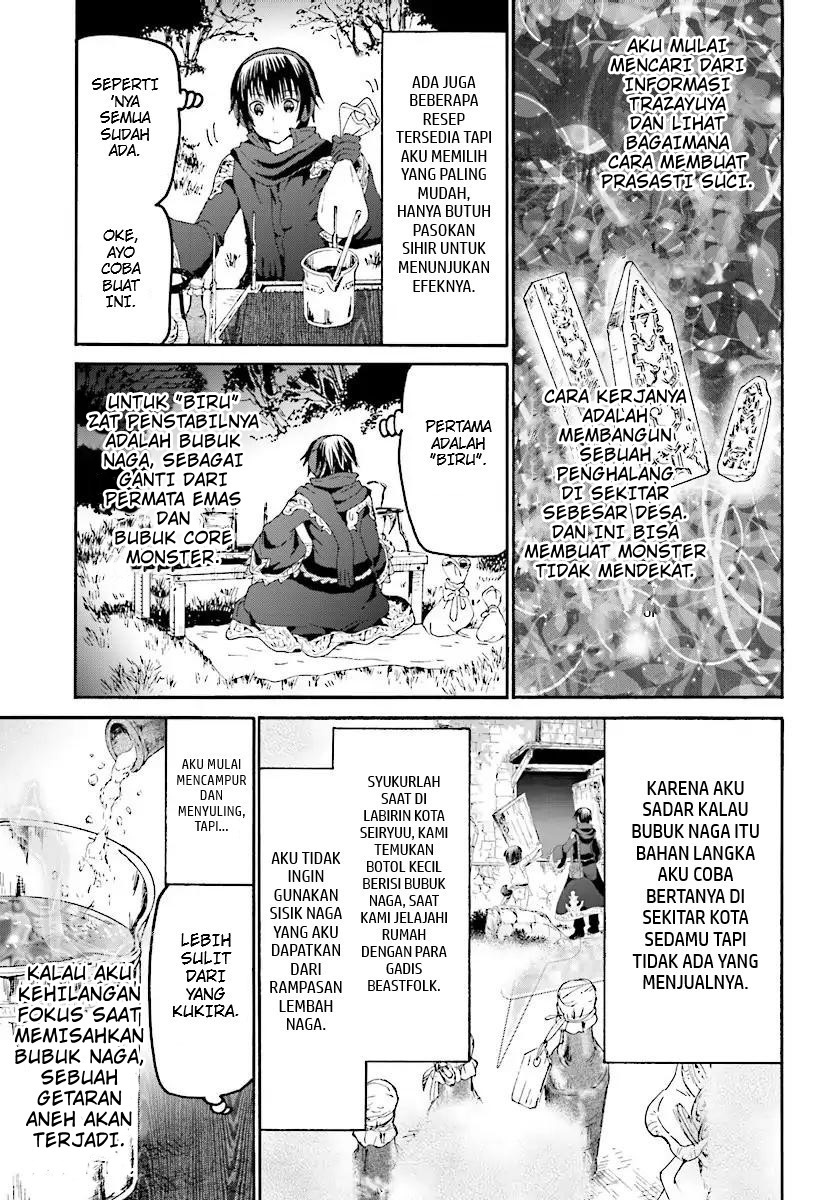 AKU MULAI
MENCARI DARI
INFORMASI
TRAZAYUYA
DAN LIHAT
BAGAIMANA
CARA MEMBUAT
PRASASTI SUCI.
CARA KERJANYA
ADALAH
MEMBANGUN
SEBUAH
PENGHALANG
DI SEKITAR
SEBESAR DESA.
DAN INI BISA
MEMBUAT MONSTER
TIDAK MENDEKAT.
ADA JUGA
BEBERAPA
RESEP
TERSEDIA TAPI
AKU MEMILIH
YANG PALING
MUDAH,
HANYA BUTUH
PASOKAN
SIHIR UNTUK
MENUNJUKAN
EFEKNYA.
SEPERTI
'NYA
SEMUA
SUDAH
ADA.
OKE,
AYO
COBA
BUAT
INI.
PERTAMA
ADALAH
"BIRU".
UNTUK "BIRU"
ZAT PENSTABILNYA
ADALAH BUBUK
NAGA, SEBAGAI
GANTI DARI
PERMATA EMAS
DAN
BUBUK CORE
MONSTER.
KARENA AKU
SADAR KALAU
BUBUK NAGA ITU
BAHAN LANGKA
AKU COBA
BERTANYA DI
SEKITAR KOTA
SEDAMU TAPI
TIDAK ADA YANG
MENJUALNYA.
SYUKURLAH
SAAT DI
LABIRIN KOTA
SEIRYUU, KAMI
TEMUKAN
BOTOL KECIL
BERISI BUBUK
NAGA, SAAT
KAMI JELAJAHI
RUMAH
DENGAN PARA
GADIS
BEASTFOLK.
AKU TIDAK
INGIN
GUNAKAN
SISIK NAGA
YANG AKU
DAPATKAN
DARI
RAMPASAN
LEMBAH
NAGA.
AKU MULAI
MENCAMPUR
DAN
MENYULING,
TAPI...
LEBIH
SULIT
DARI
YANG
KUKIRA.
KALAU AKU
KEHILANGAN
FOKUS SAAT
MEMISAHKAN
BUBUK NAGA,
SEBUAH
GETARAN
ANEH AKAN
TERJADI.